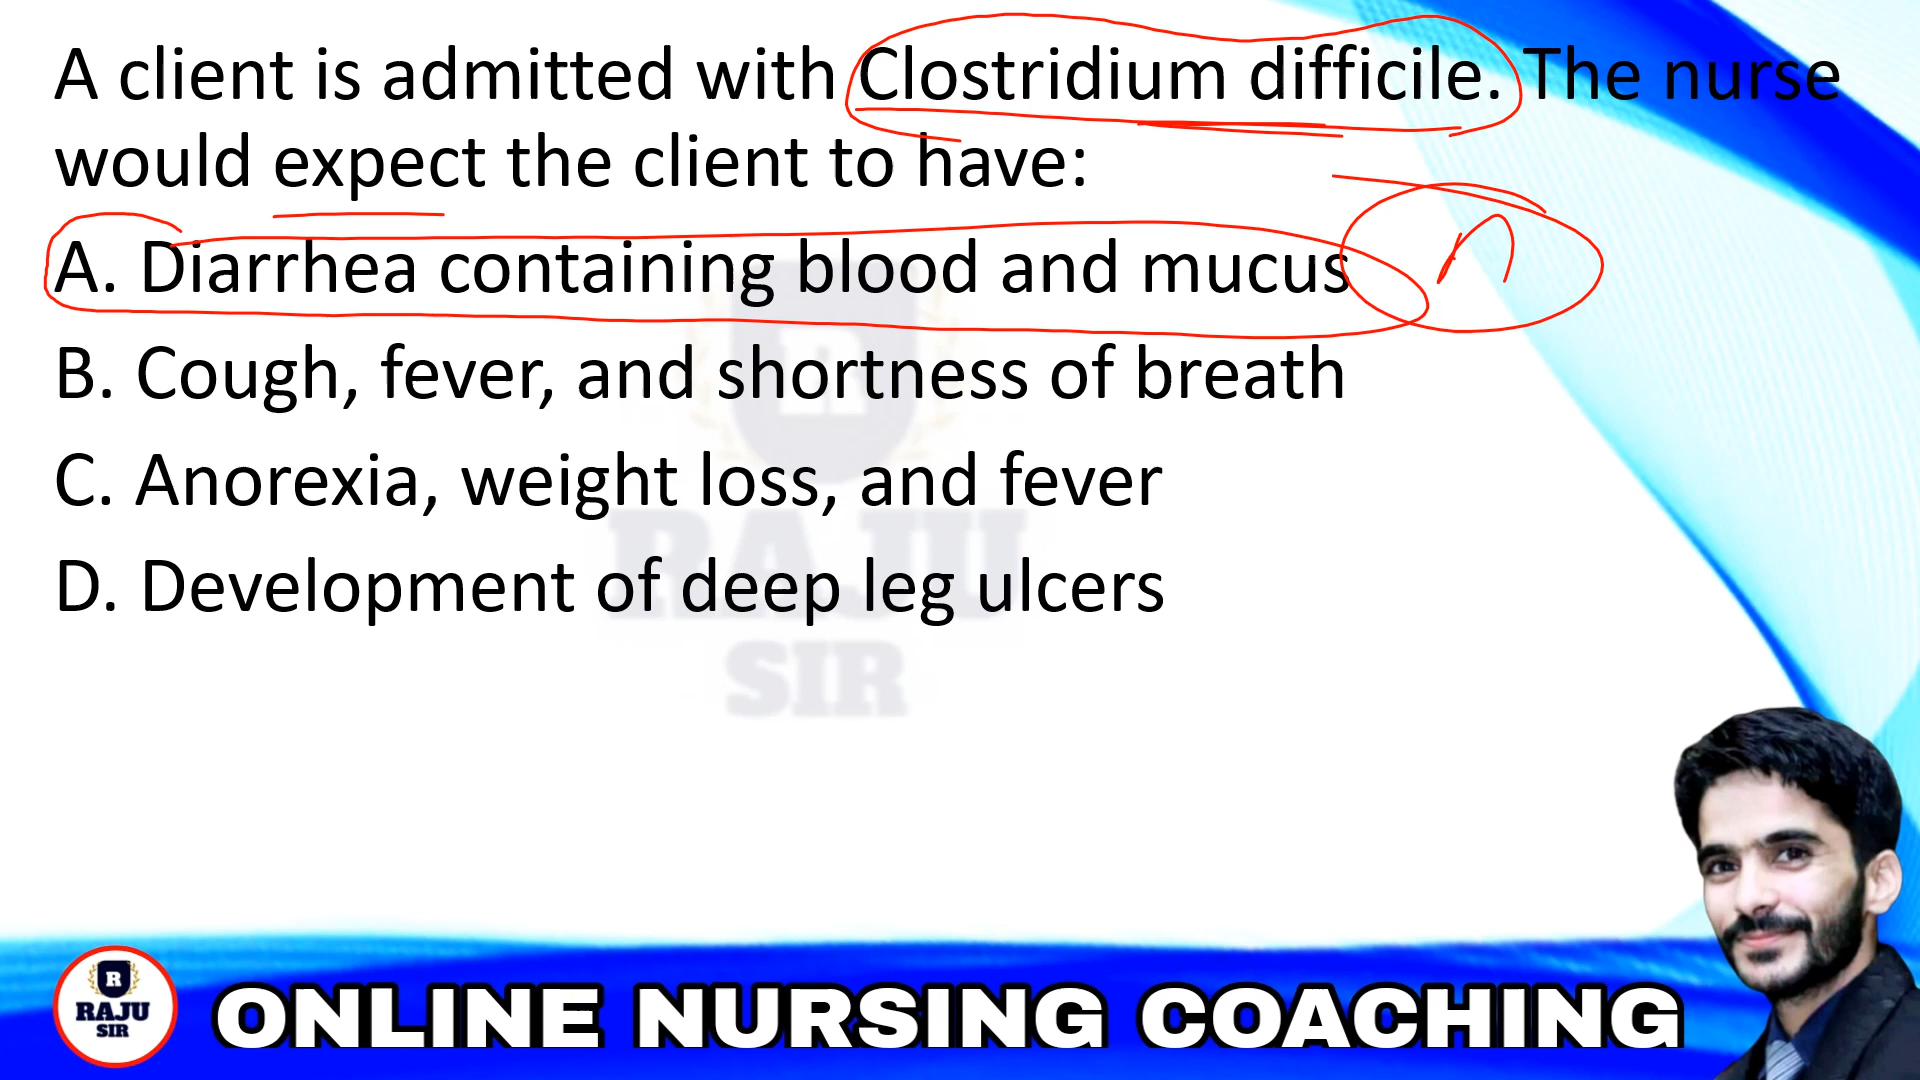 A client is admitted with Clostridium difficile. The nurse
would expect the client to have:
A. Diarrhea containing blood and mucus
B. Cough, fever, and shortness of breath
C. Anorexia, weight loss, and fever
D. Development of deep leg ulcers
R
RAJU
SIR
R
RAJU
SIR
ONLINE NURSING COACHING